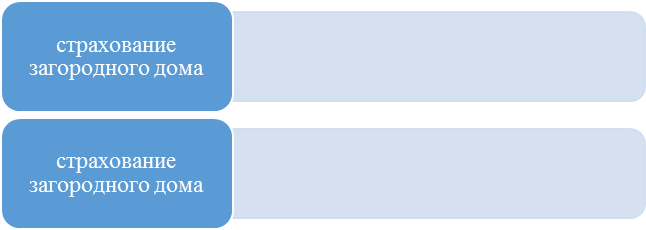 страхование
загородного дома
страхование
загородного дома